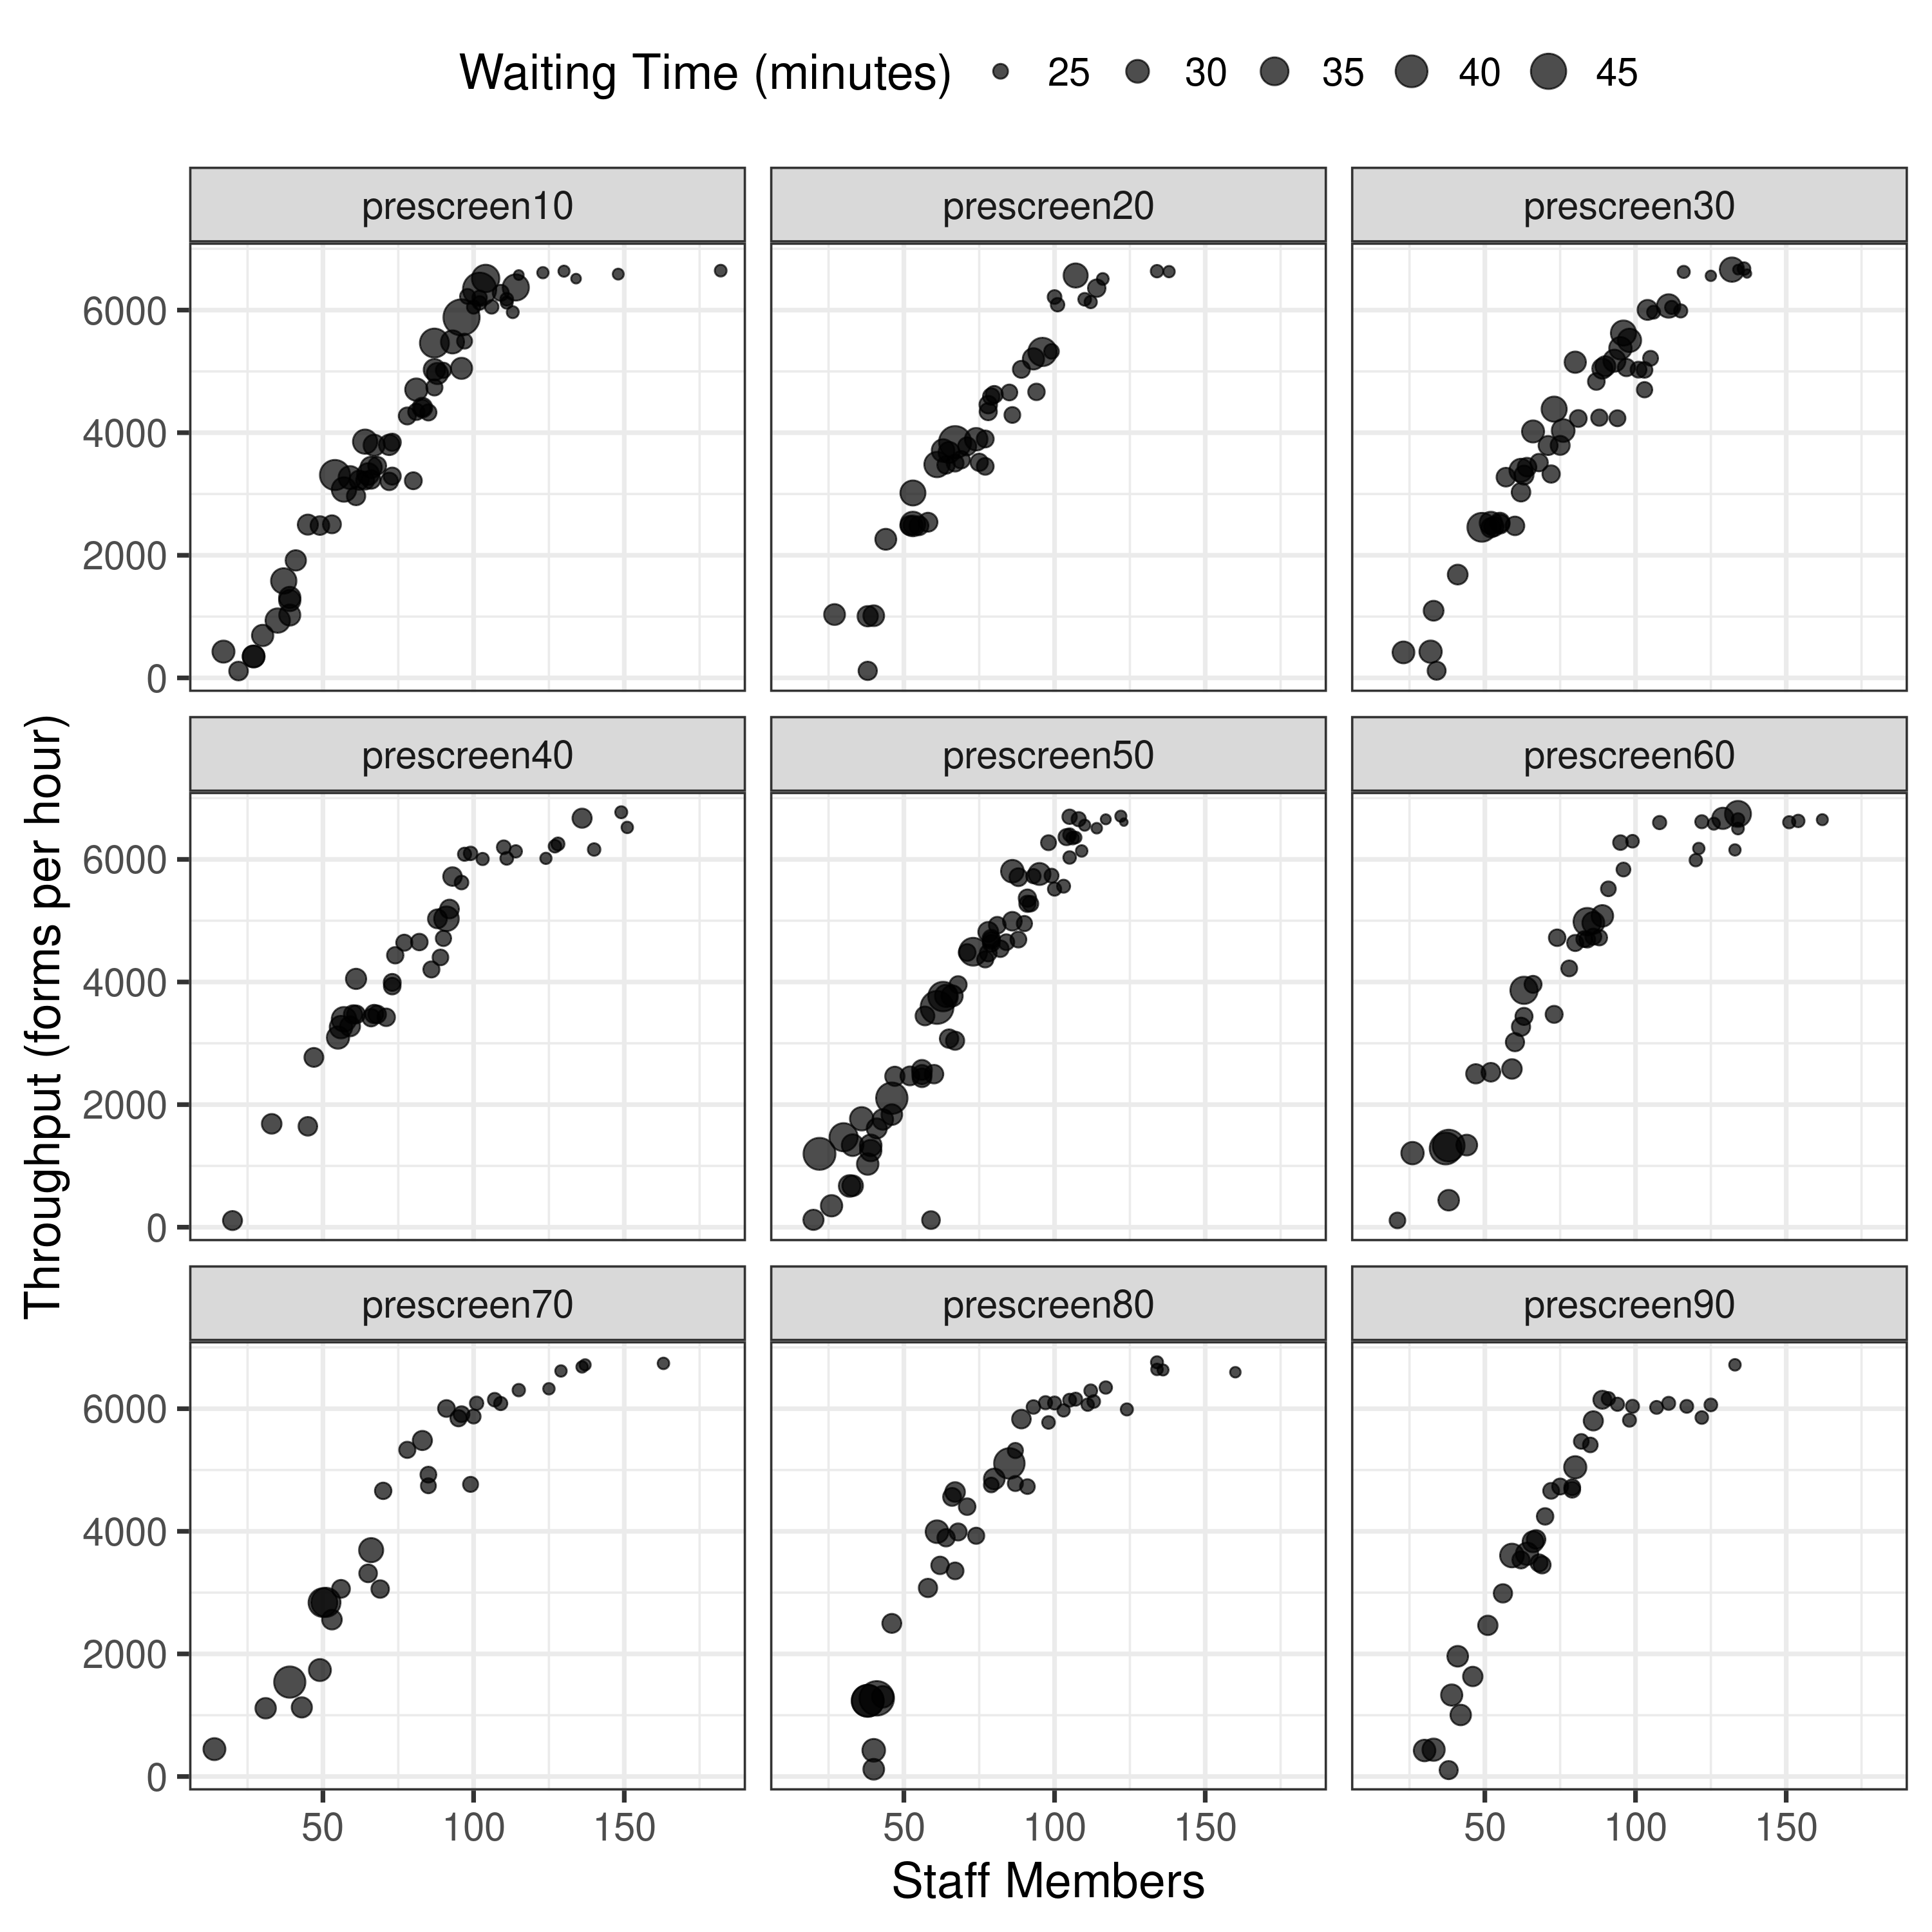 Waiting Time (minutes) 25 30 35 40 45
prescreen10 prescreen20 prescreen30
6000
4000
2000
0
prescreen40 prescreen50 prescreen60
6000
4000
2000
0
prescreen70 prescreen80 prescreen90
6000
4000
2000
0
50 100 150 50 100 150 50 100 150
Staff Members
Throughput (forms per hour)